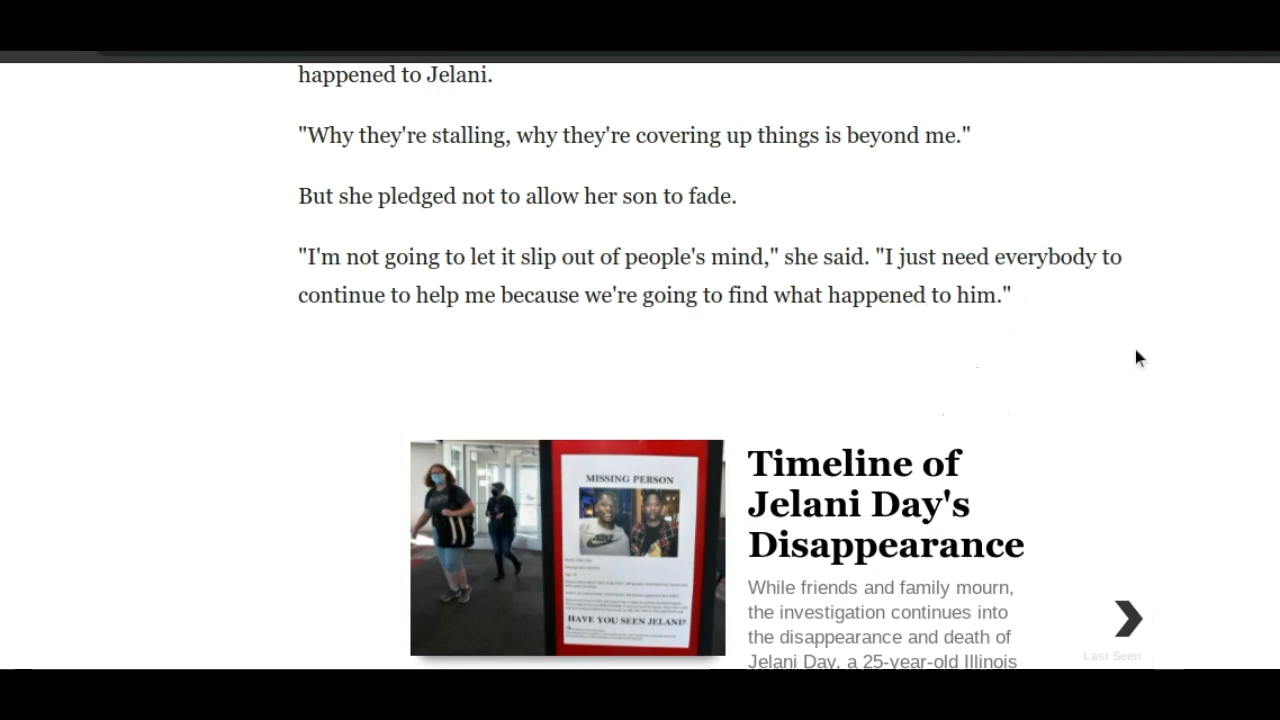 happened to Jelani.
"Why they're stalling, why they're covering up things is beyond me."
But she pledged not to allow her son to fade.
"I'm not going to let it slip out of people's mind," she said. "I just need everybody to
continue to help me because we're going to find what happened to him."
MISSING PERSON
HAVE YOU SEEN JELANI?
Timeline of
Jelani Day's
Disappearance
While friends and family mourn,
the investigation continues into
the disappearance and death of
Jelani Day, a 25-year-old Illinois
Last Seen